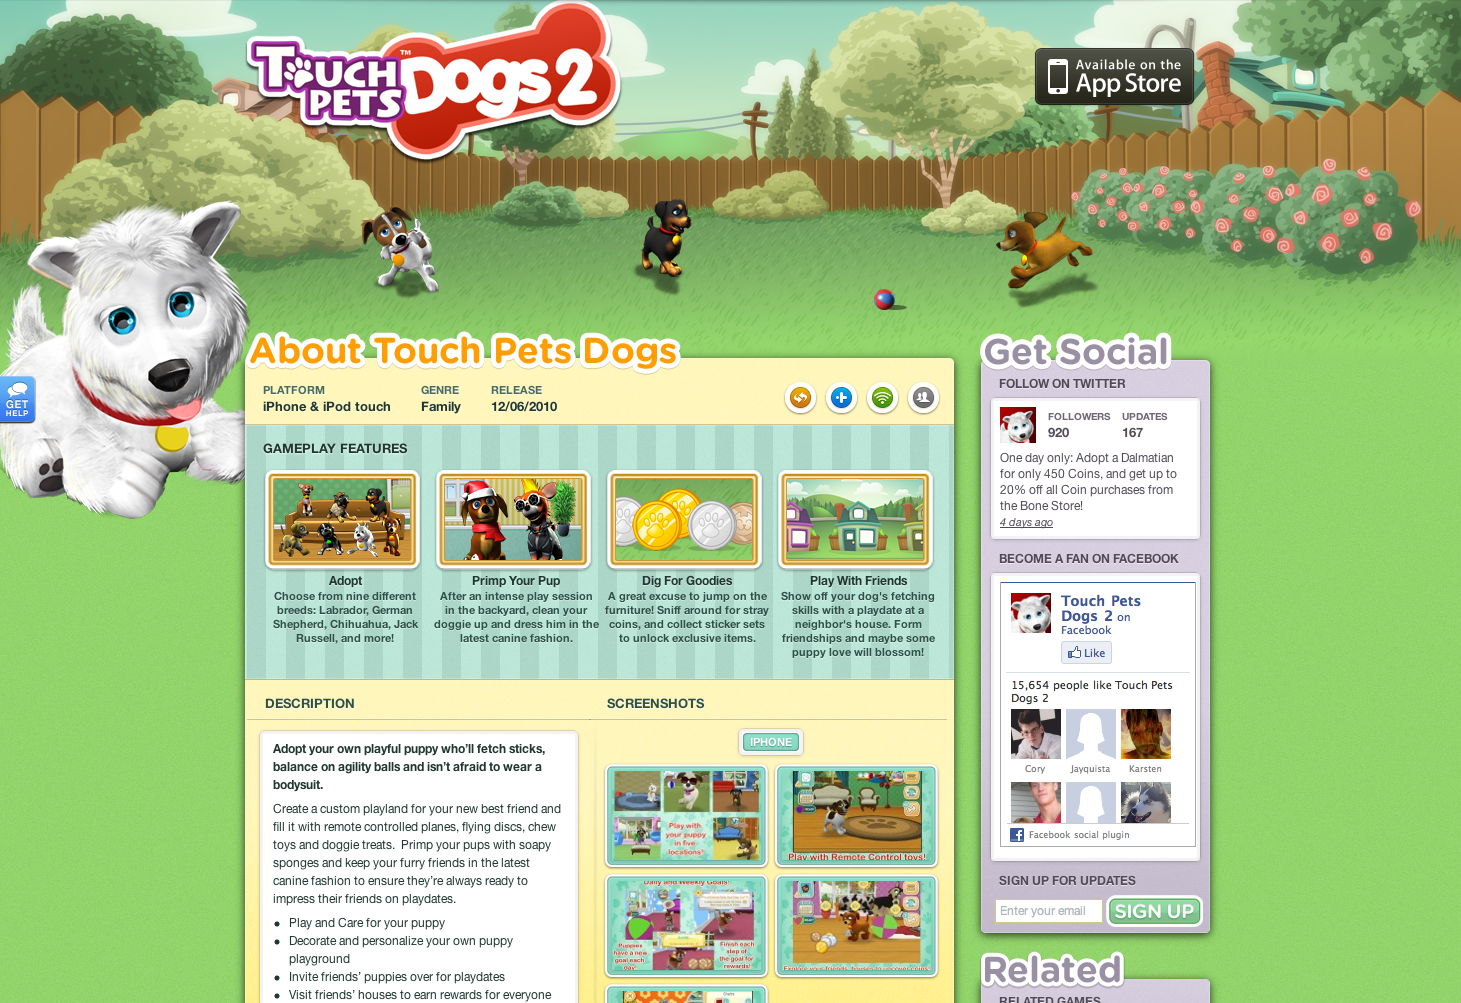 TOUCH PETS Dogs 2 ™
Available on the
App Store
GET
HELP
About Touch Pets Dogs
PLATFORM
iPhone & iPod touch
GENRE
Family
RELEASE
12/06/2010
GAMEPLAY FEATURES
Adopt
Choose from nine different
breeds: Labrador, German
Shepherd, Chihuahua, Jack
Russell, and more!
Primp Your Pup
After an intense play session
in the backyard, clean your
doggie up and dress him in the
latest canine fashion.
Dig For Goodies
A great excuse to jump on the
furniture! Sniff around for stray
coins, and collect sticker sets
to unlock exclusive items.
Play With Friends
Show off your dog's fetching
skills with a playdate at a
neighbor's house. Form
friendships and maybe some
puppy love will blossom!
DESCRIPTION
Adopt your own playful puppy who'll fetch sticks,
balance on agility balls and isn't afraid to wear a
bodysuit.
Create a custom playland for your new best friend and
fill it with remote controlled planes, flying discs, chew
toys and doggie treats. Primp your pups with soapy
sponges and keep your furry friends in the latest
canine fashion to ensure they're always ready to
impress their friends on playdates.
• Play and Care for your puppy
• Decorate and personalize your own puppy
playground
• Invite friends' puppies over for playdates
• Visit friends' houses to earn rewards for everyone
SCREENSHOTS
IPHONE
Play with
your puppy
in five
locations!
Play with Remote Control toys!
Daily and Weekly Goals!
Puppies
have a new
goal each
day!
Finish each
step of
the goal for
rewards!
Explore your friends' houses to uncover coins
Get Social
FOLLOW ON TWITTER
FOLLOWERS
920
UPDATES
167
One day only: Adopt a Dalmatian
for only 450 Coins, and get up to
20% off all Coin purchases from
the Bone Store!
4 days ago
BECOME A FAN ON FACEBOOK
Touch Pets
Dogs 2 on
Facebook
Like
15,654 people like Touch Pets
Dogs 2
Cory
Jayquista
Karsten
Facebook social plugin
SIGN UP FOR UPDATES
Enter your email
SIGN UP
Related
RELATED GAMES